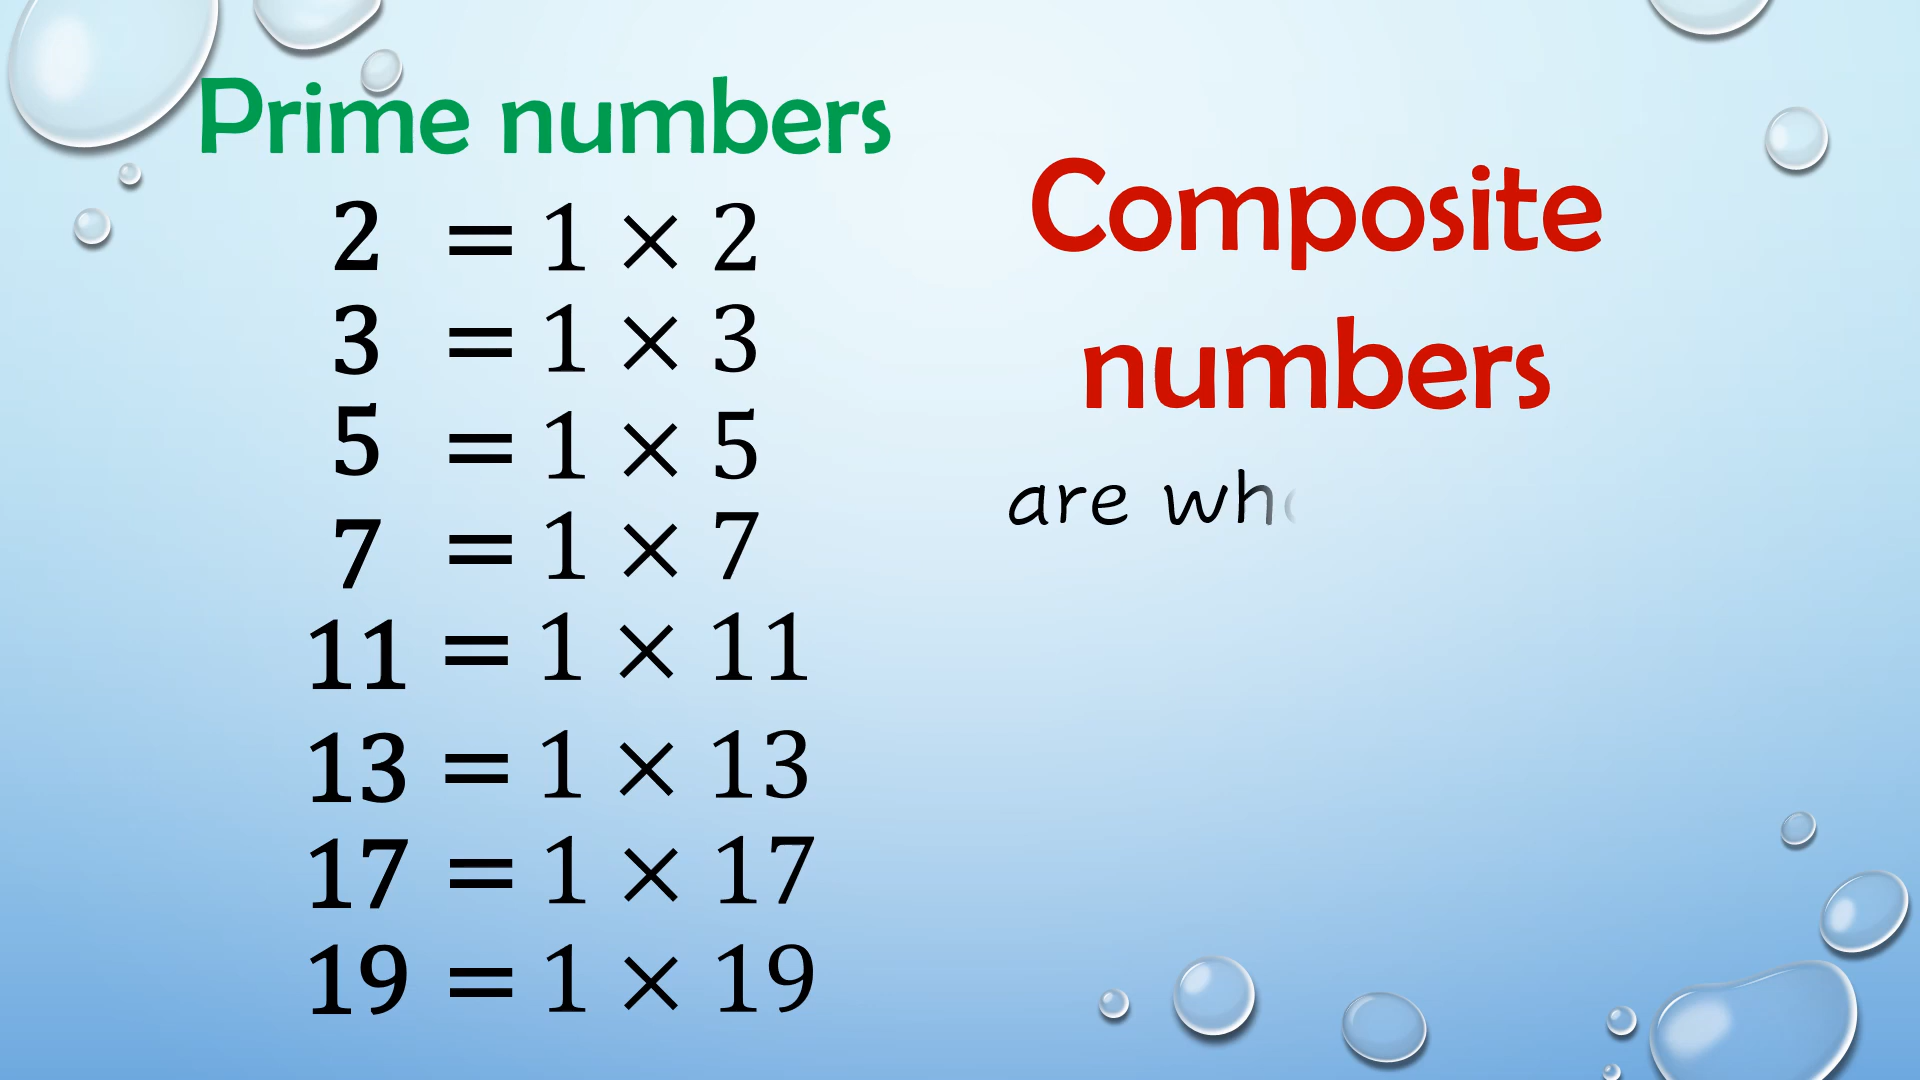 Prime numbers
2 = 1 × 2
3 = 1 × 3
5 = 1 × 5
7 = 1 × 7
11 = 1 × 11
13 = 1 × 13
17 = 1 × 17
19 = 1 × 19
Composite
numbers
are